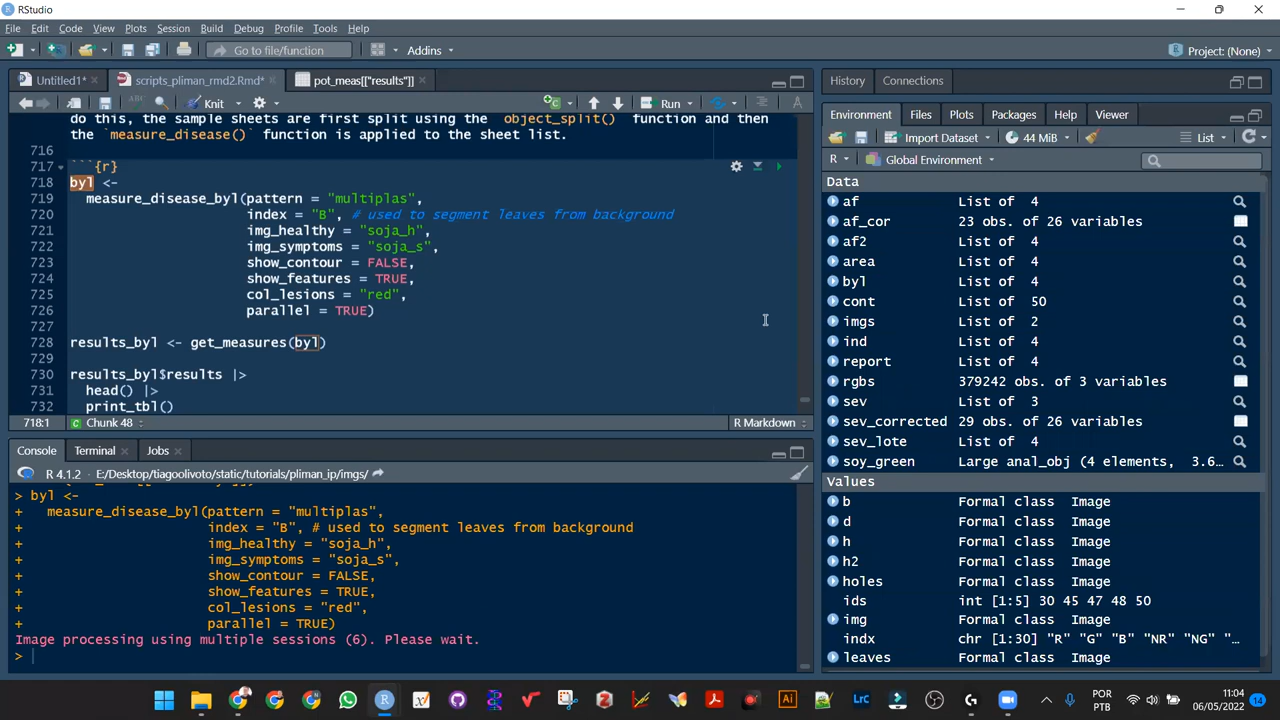 RStudio
File Edit Code View Plots Session Build Debug Profile Tools Help
Go to file/function Addins Project: (None)
Untitled1* scripts_pliman_rmd2.Rmd* pot_meas[["results"]]
Knit Run
do this, the sample sheets are first split using the `object_split()` function and then
the `measure_disease()` function is applied to the sheet list.
716
717 ```{r}
718 byl <-
719 measure_disease_byl(pattern = "multiplas",
720 index = "B", # used to segment leaves from background
721 img_healthy = "soja_h",
722 img_symptoms = "soja_s",
723 show_contour = FALSE,
724 show_features = TRUE,
725 col_lesions = "red",
726 parallel = TRUE)
727
728 results_byl <- get_measures(byl)
729
730 results_byl$results |>
731 head() |>
732 print_tbl()
718:1 Chunk 48 R Markdown
Console Terminal Jobs
R 4.1.2 · E:/Desktop/tiagoolivoto/static/tutorials/pliman_ip/imgs/
> byl <-
+ measure_disease_byl(pattern = "multiplas",
+ index = "B", # used to segment leaves from background
+ img_healthy = "soja_h",
+ img_symptoms = "soja_s",
+ show_contour = FALSE,
+ show_features = TRUE,
+ col_lesions = "red",
+ parallel = TRUE)
Image processing using multiple sessions (6). Please wait.
>
History Connections
Environment Files Plots Packages Help Viewer
Import Dataset 44 MiB List
R Global Environment
Data
af List of 4
af_cor 23 obs. of 26 variables
af2 List of 4
area List of 4
byl List of 4
cont List of 50
imgs List of 2
ind List of 4
report List of 4
rgbs 379242 obs. of 3 variables
sev List of 3
sev_corrected 29 obs. of 26 variables
sev_lote List of 4
soy_green Large anal_obj (4 elements, 3.6…
Values
b Formal class Image
d Formal class Image
h Formal class Image
h2 Formal class Image
holes Formal class Image
ids int [1:5] 30 45 47 48 50
img Formal class Image
indx chr [1:30] "R" "G" "B" "NR" "NG" "…
leaves Formal class Image
POR
PTB
11:04
06/05/2022